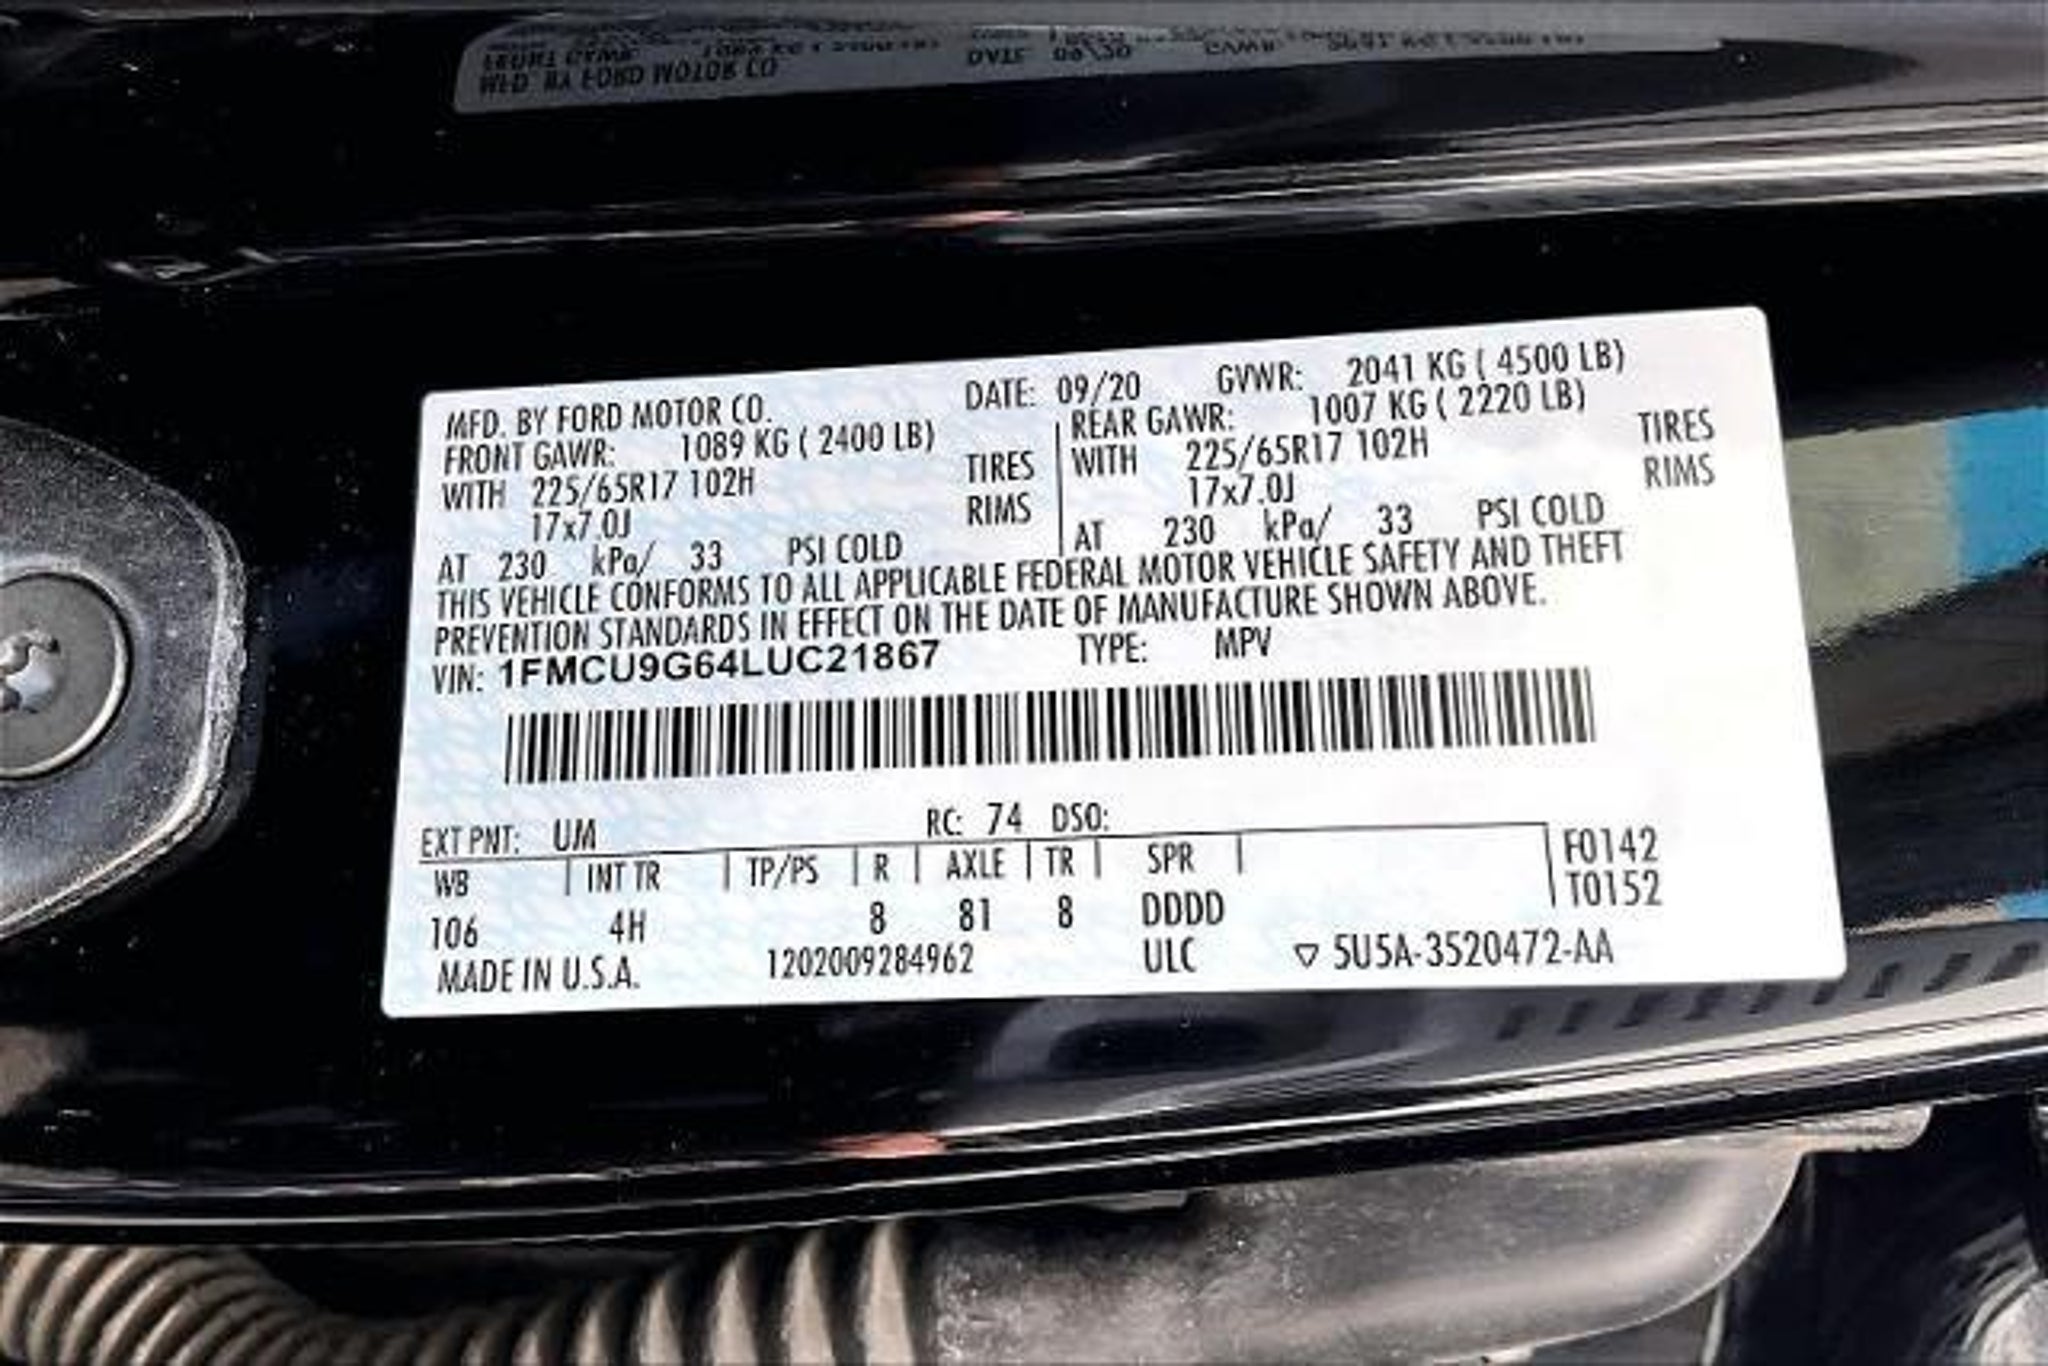 MFD. BY FORD MOTOR CO. DATE: 09/20 GVWR: 2041 KG ( 4500 LB)
FRONT GAWR: 1089 KG ( 2400 LB) REAR GAWR: 1007 KG ( 2220 LB)
WITH 225/65R17 102H TIRES WITH 225/65R17 102H TIRES
17x7.0J RIMS 17x7.0J RIMS
AT 230 kPa/ 33 PSI COLD AT 230 kPa/ 33 PSI COLD
THIS VEHICLE CONFORMS TO ALL APPLICABLE FEDERAL MOTOR VEHICLE SAFETY AND THEFT
PREVENTION STANDARDS IN EFFECT ON THE DATE OF MANUFACTURE SHOWN ABOVE.
VIN: 1FMCU9G64LUC21867 TYPE: MPV
EXT PNT: UM RC: 74 DSO:
WB INT TR TP/PS R AXLE TR SPR F0142
106 4H 8 81 8 DDDD T0152
MADE IN U.S.A. 1202009284962 ULC ▽ 5U5A-3520472-AA